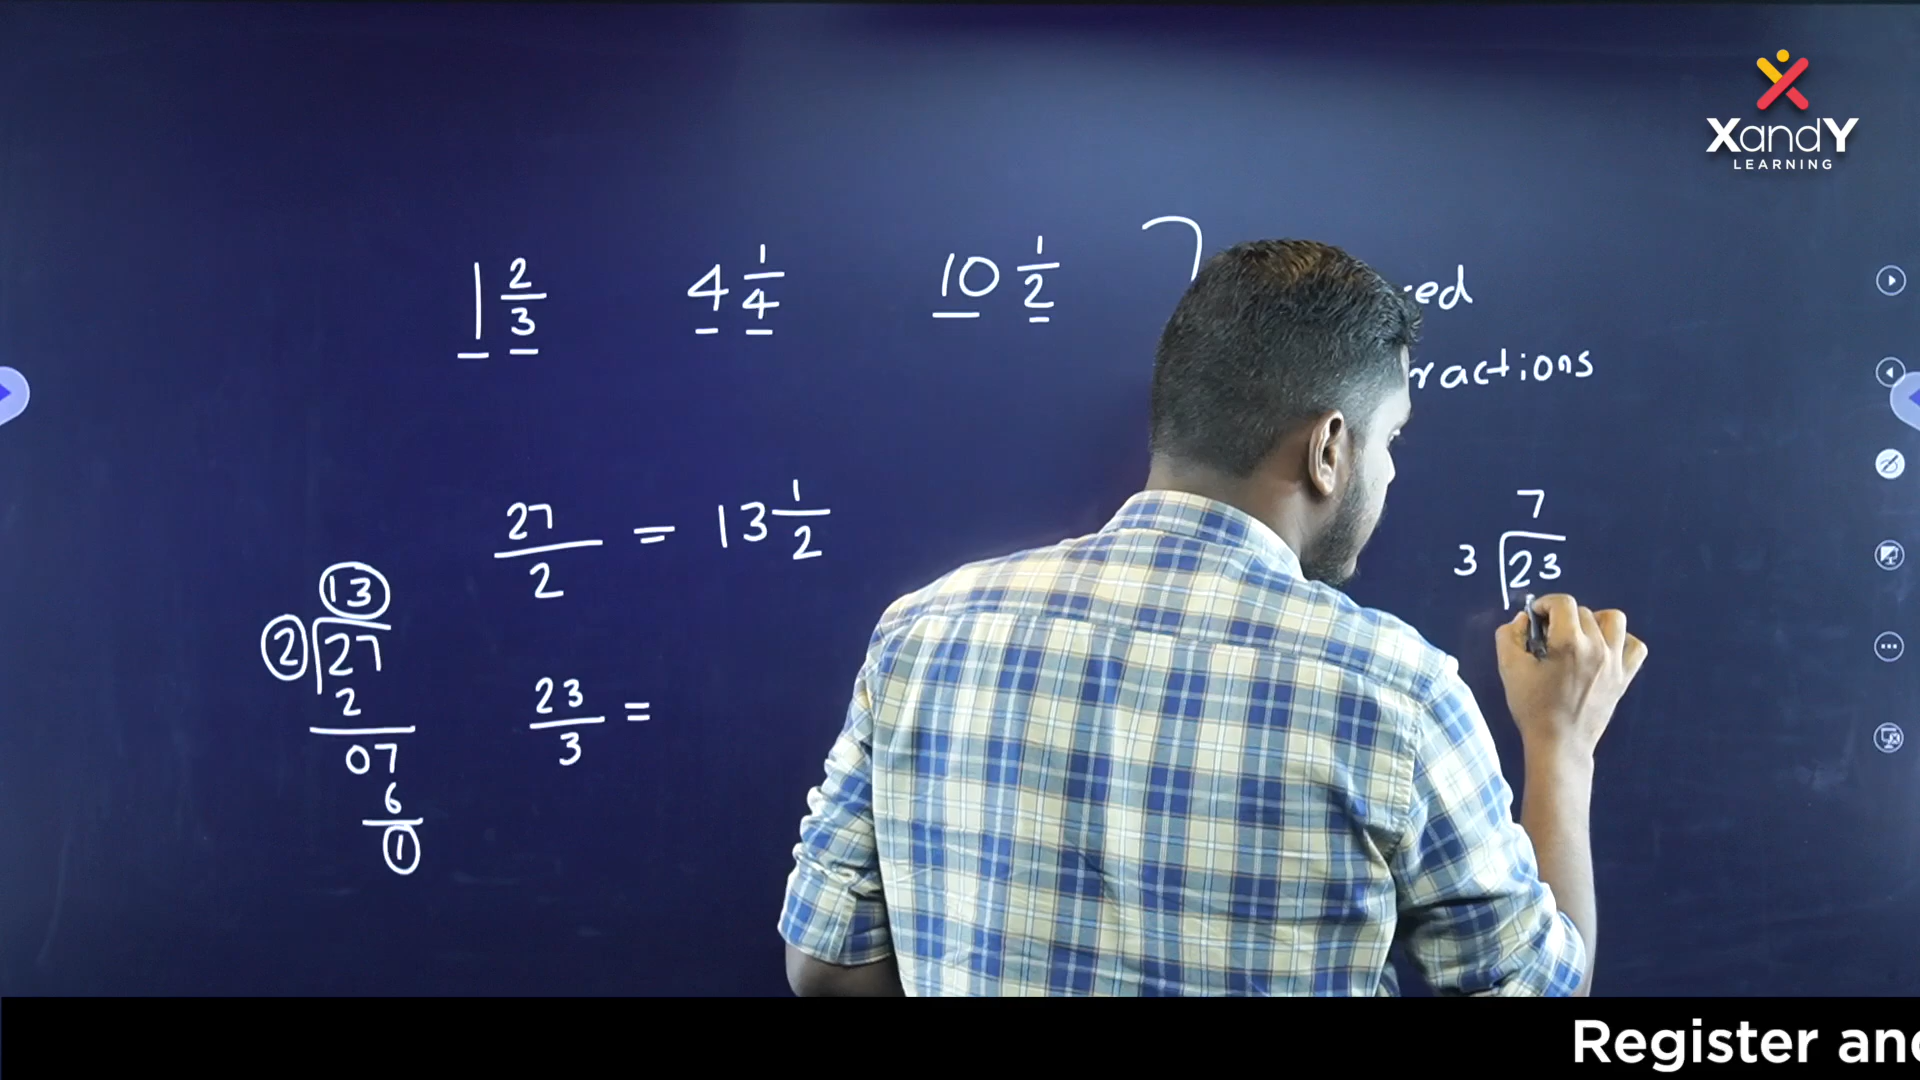 XandY
LEARNING
1 2/3 4 1/4 10 1/2
ed
ractions
27/2 = 13 1/2
13
2 27
2
07
6
1
23/3 =
7
3 23
Register and